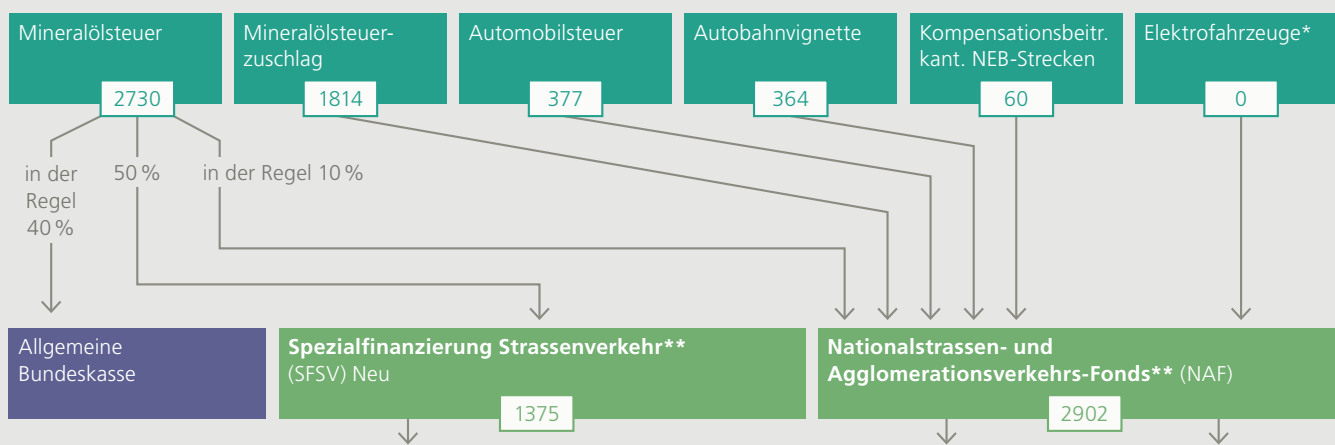 Mineralölsteuer
2730
Mineralölsteuer-
zuschlag
1814
Automobilsteuer
377
Autobahnvignette
364
Kompensationsbeitr.
kant. NEB-Strecken
60
Elektrofahrzeuge*
0
in der
Regel
40 %
50 %
in der Regel 10 %
Allgemeine
Bundeskasse
Spezialfinanzierung Strassenverkehr**
(SFSV) Neu
1375
Nationalstrassen- und
Agglomerationsverkehrs-Fonds** (NAF)
2902